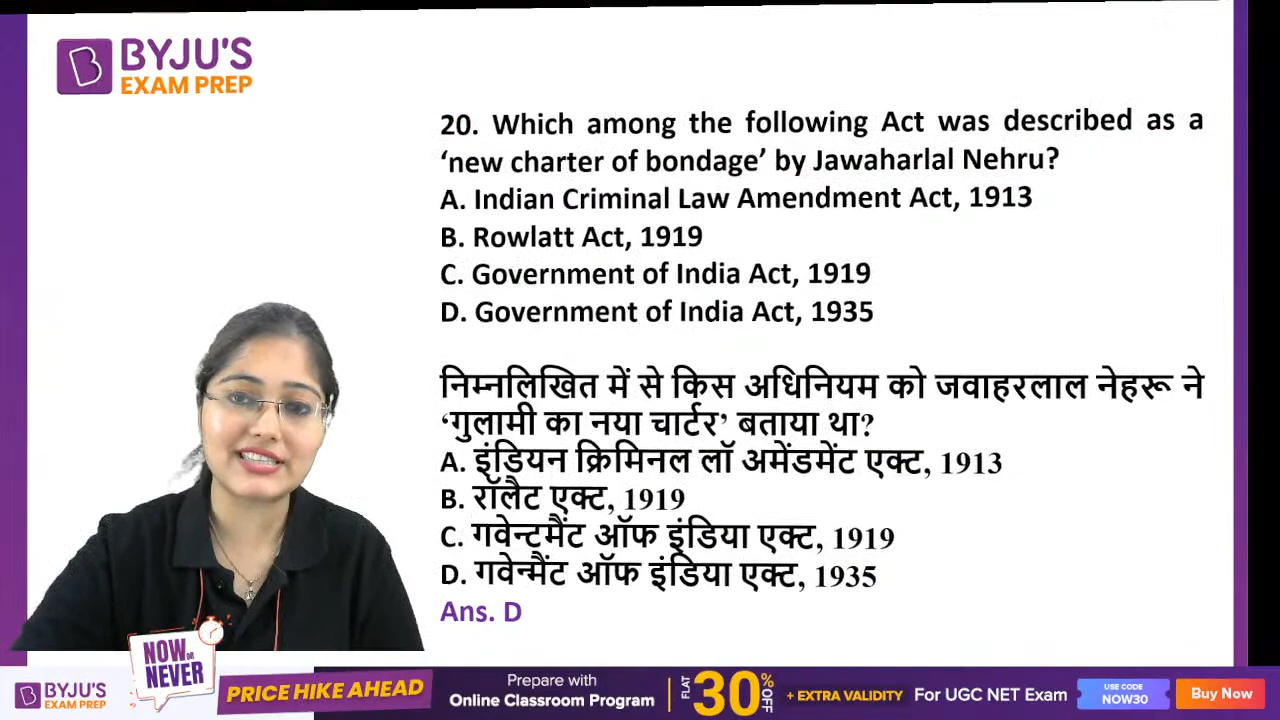 BYJU'S
EXAM PREP
20. Which among the following Act was described as a
‘new charter of bondage’ by Jawaharlal Nehru?
A. Indian Criminal Law Amendment Act, 1913
B. Rowlatt Act, 1919
C. Government of India Act, 1919
D. Government of India Act, 1935
निम्नलिखित में से किस अधिनियम को जवाहरलाल नेहरू ने
‘गुलामी का नया चार्टर’ बताया था?
A. इंडियन क्रिमिनल लॉ अमेंडमेंट एक्ट, 1913
B. रॉलैट एक्ट, 1919
C. गवेन्टमैंट ऑफ इंडिया एक्ट, 1919
D. गवेन्मैंट ऑफ इंडिया एक्ट, 1935
Ans. D
NOW OR
NEVER
BYJU'S
EXAM PREP
PRICE HIKE AHEAD
Prepare with
Online Classroom Program
FLAT 30% OFF
+ EXTRA VALIDITY
For UGC NET Exam
USE CODE
NOW30
Buy Now